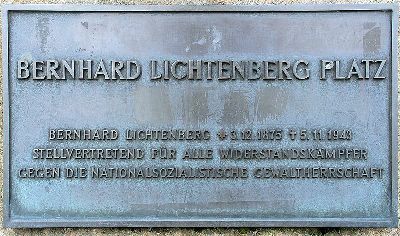 BERNHARD LICHTENBERG PLATZ
BERNHARD LICHTENBERG * 3.12.1875 † 5.11.1943
STELLVERTRETEND FÜR ALLE WIDERSTANDSKÄMPFER
GEGEN DIE NATIONALSOZIALISTISCHE GEWALTHERRSCHAFT